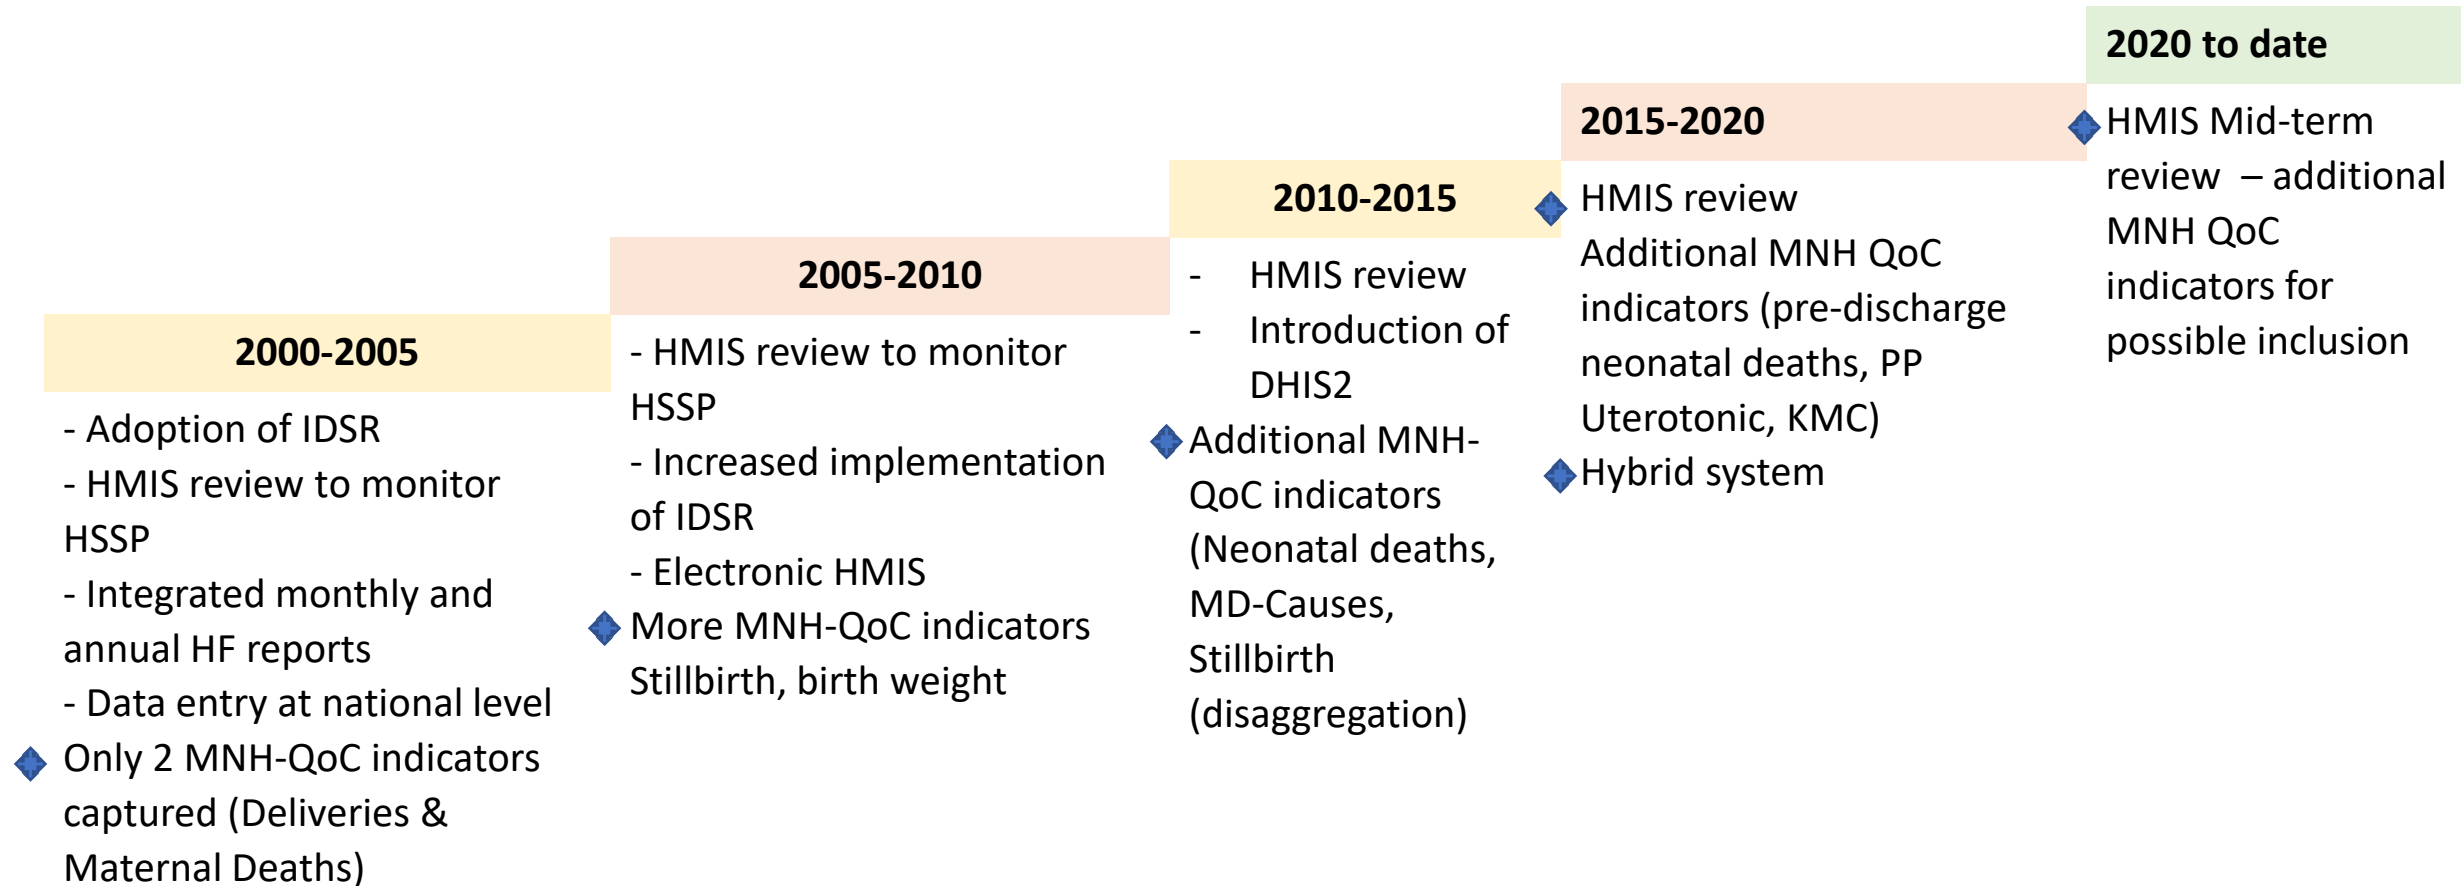 2000-2005
- Adoption of IDSR
- HMIS review to monitor
HSSP
- Integrated monthly and
annual HF reports
- Data entry at national level
Only 2 MNH-QoC indicators
captured (Deliveries &
Maternal Deaths)
2005-2010
- HMIS review to monitor
HSSP
- Increased implementation
of IDSR
- Electronic HMIS
More MNH-QoC indicators
Stillbirth, birth weight
2010-2015
- HMIS review
- Introduction of
DHIS2
Additional MNH-
QoC indicators
(Neonatal deaths,
MD-Causes,
Stillbirth
(disaggregation)
2015-2020
HMIS review
Additional MNH QoC
indicators (pre-discharge
neonatal deaths, PP
Uterotonic, KMC)
Hybrid system
2020 to date
HMIS Mid-term
review – additional
MNH QoC
indicators for
possible inclusion